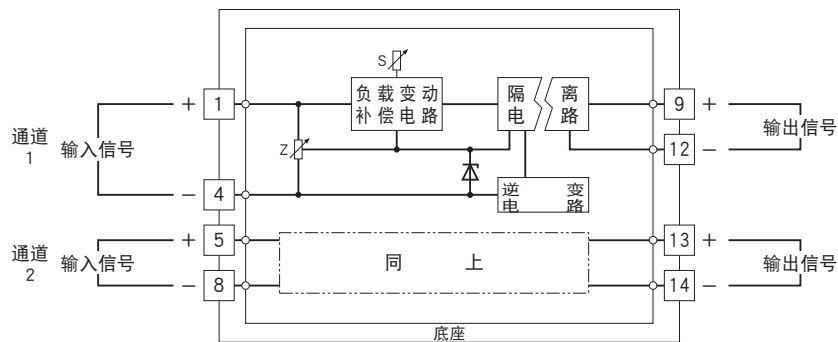 S
负载变动
补偿电路
隔离
电路
+ 1
9 +
通道
1
输入信号
Z
12 −
输出信号
− 4
逆变
电路
通道
2
+ 5
输入信号
− 8
同上
13 +
输出信号
14 −
底座